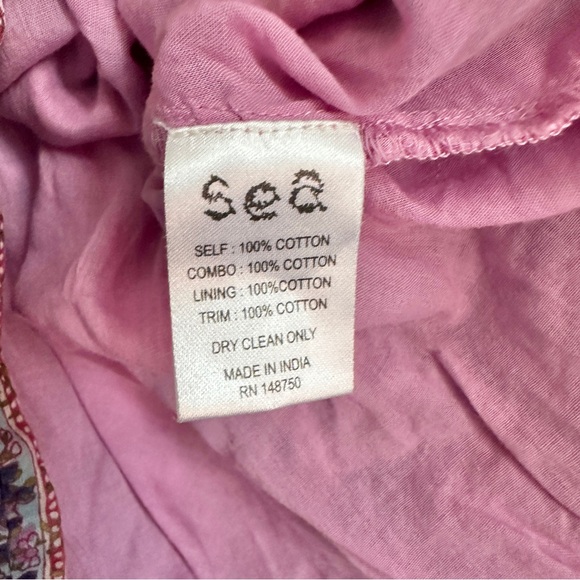 sea
SELF : 100% COTTON
COMBO : 100% COTTON
LINING : 100%COTTON
TRIM : 100% COTTON
DRY CLEAN ONLY
MADE IN INDIA
RN 148750